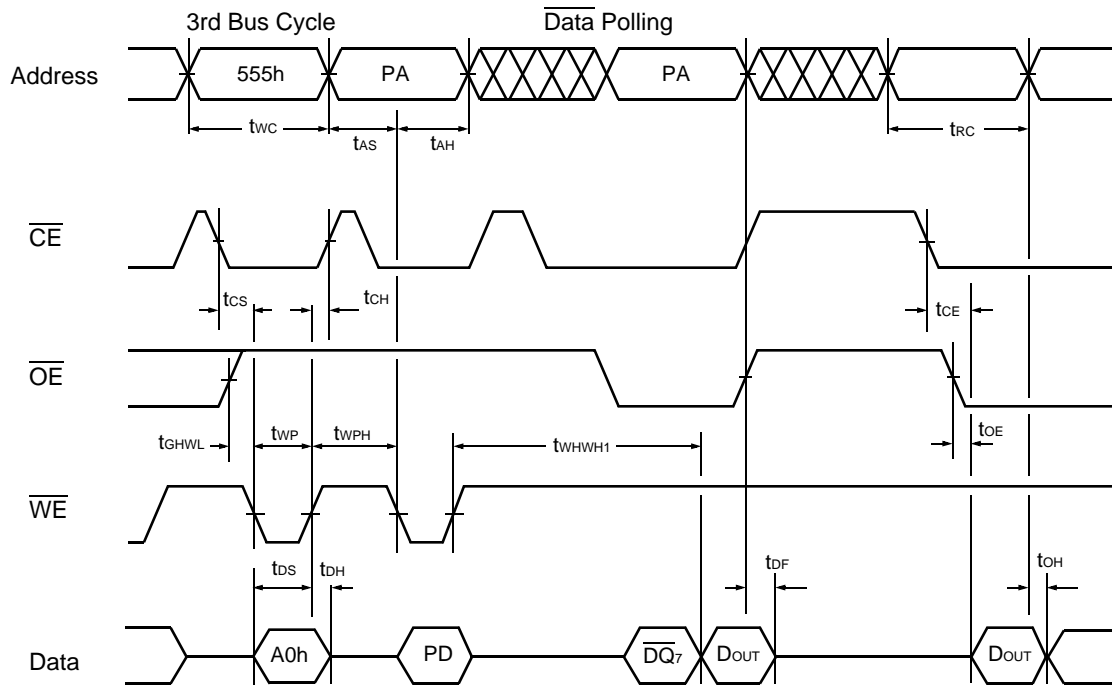 3rd Bus Cycle Data Polling
Address 555h PA PA
tWC tAS tAH tRC
CE
tCS tCH tCE
OE
tGHWL tWP tWPH tWHWH1 tOE
WE
tDS tDH tDF tOH
Data A0h PD DQ7 DOUT DOUT